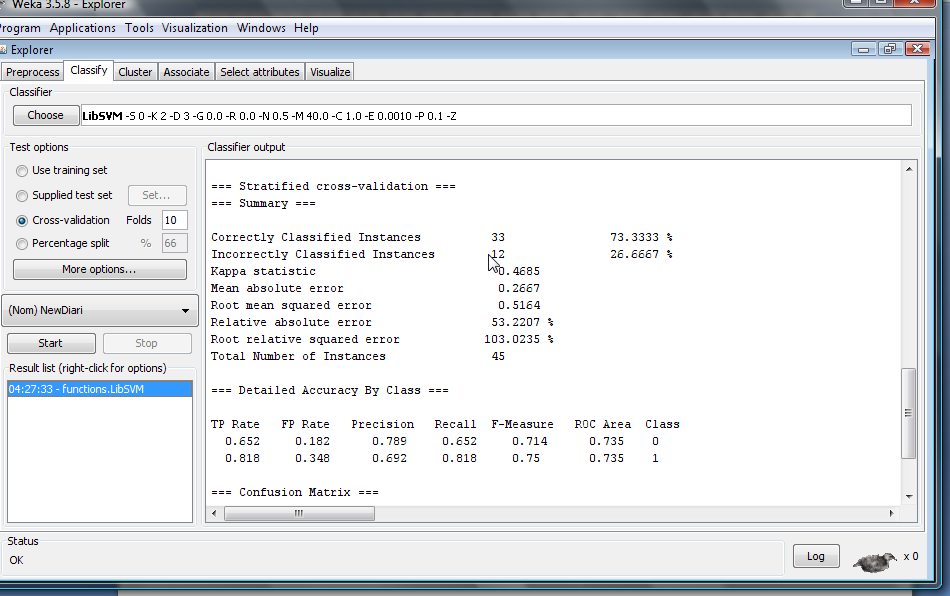 Weka 3.5.8 - Explorer
Program Applications Tools Visualization Windows Help
Explorer
Preprocess Classify Cluster Associate Select attributes Visualize
Classifier
Choose LibSVM -S 0 -K 2 -D 3 -G 0.0 -R 0.0 -N 0.5 -M 40.0 -C 1.0 -E 0.0010 -P 0.1 -Z
Test options
Use training set
Supplied test set Set...
Cross-validation Folds 10
Percentage split % 66
More options...
(Nom) NewDiari
Start Stop
Result list (right-click for options)
04:27:33 - functions.LibSVM
Classifier output
=== Stratified cross-validation ===
=== Summary ===
Correctly Classified Instances 33 73.3333 %
Incorrectly Classified Instances 12 26.6667 %
Kappa statistic 0.4685
Mean absolute error 0.2667
Root mean squared error 0.5164
Relative absolute error 53.2207 %
Root relative squared error 103.0235 %
Total Number of Instances 45
=== Detailed Accuracy By Class ===
TP Rate FP Rate Precision Recall F-Measure ROC Area Class
0.652 0.182 0.789 0.652 0.714 0.735 0
0.818 0.348 0.692 0.818 0.75 0.735 1
=== Confusion Matrix ===
Status
OK
Log x 0